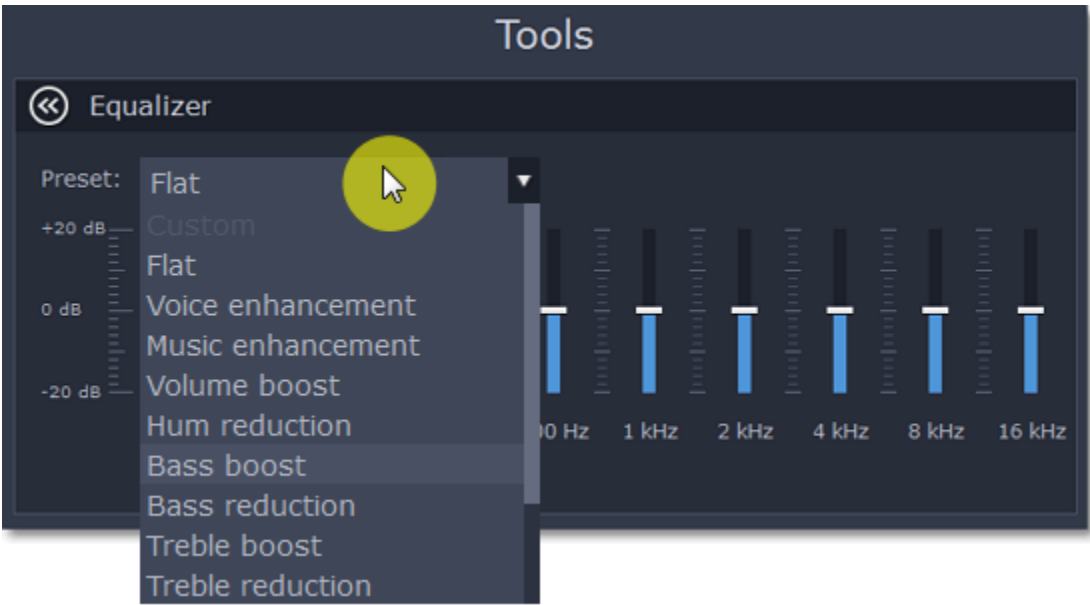 Tools
Equalizer
Preset: Flat
+20 dB
0 dB
-20 dB
Custom
Flat
Voice enhancement
Music enhancement
Volume boost
Hum reduction
Bass boost
Bass reduction
Treble boost
Treble reduction
Hz 1 kHz 2 kHz 4 kHz 8 kHz 16 kHz